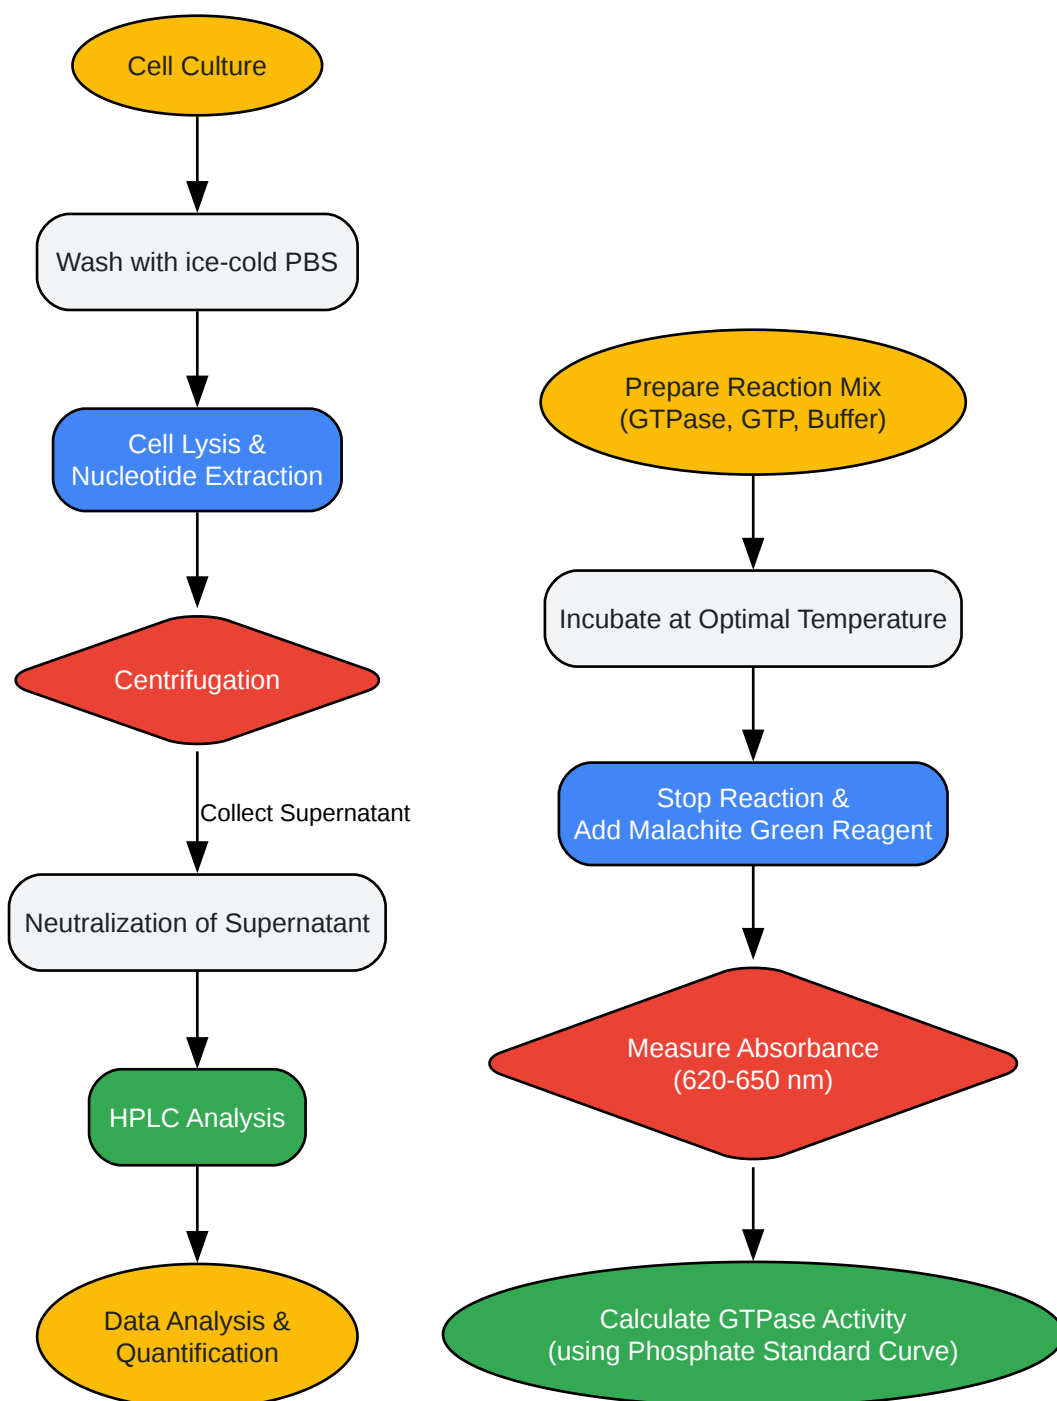 Cell Culture
Wash with ice-cold PBS
Cell Lysis &
Nucleotide Extraction
Centrifugation
Collect Supernatant
Neutralization of Supernatant
HPLC Analysis
Data Analysis &
Quantification
Prepare Reaction Mix
(GTPase, GTP, Buffer)
Incubate at Optimal Temperature
Stop Reaction &
Add Malachite Green Reagent
Measure Absorbance
(620-650 nm)
Calculate GTPase Activity
(using Phosphate Standard Curve)